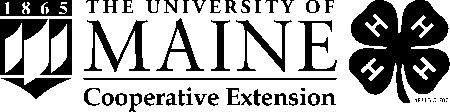 1865
THE UNIVERSITY OF
MAINE
Cooperative Extension
H H
H H